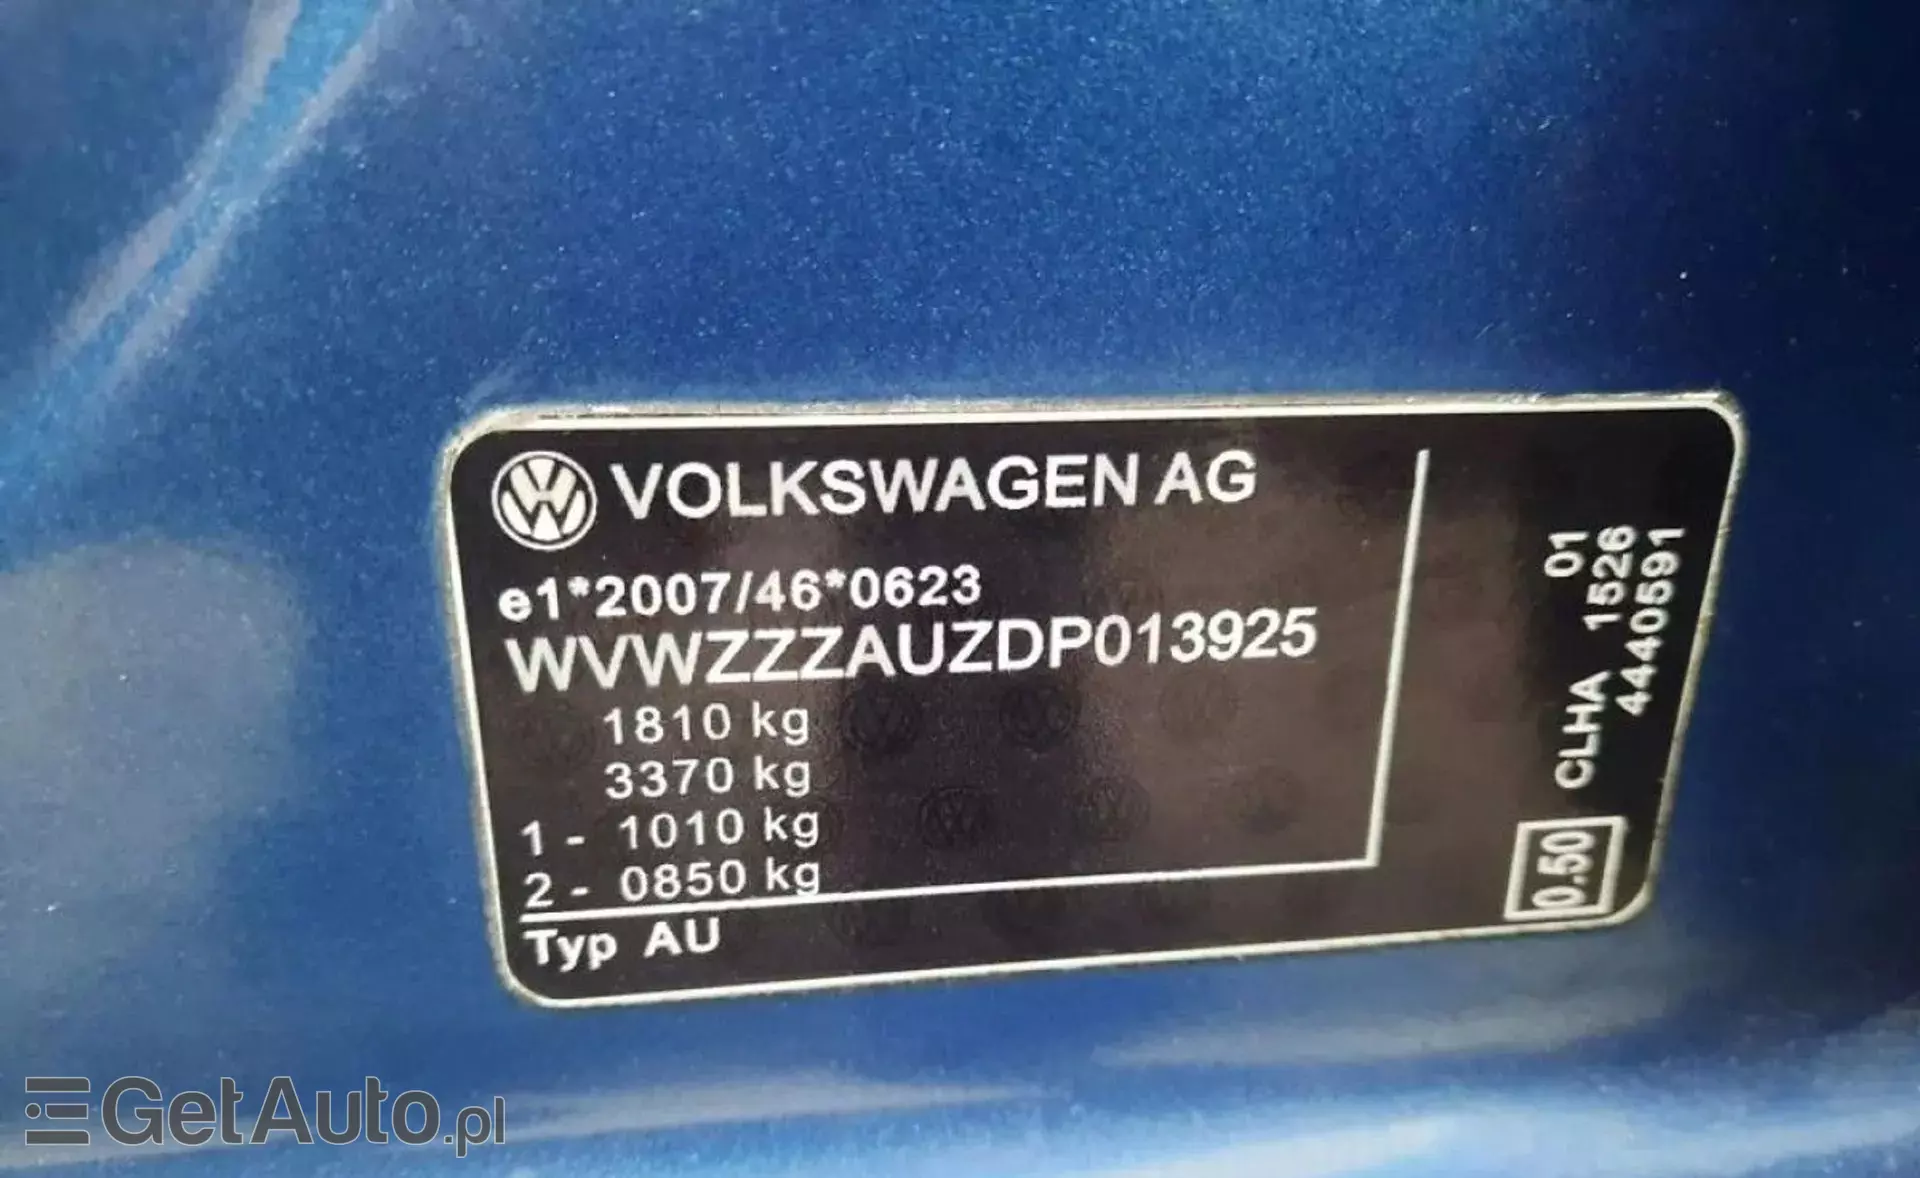 VOLKSWAGEN AG
e1*2007/46*0623
WVWZZZAUZDP013925
1810 kg
3370 kg
1 - 1010 kg
2 - 0850 kg
Typ AU
01
CLHA 1526
4440591
0.50
GetAuto.pl